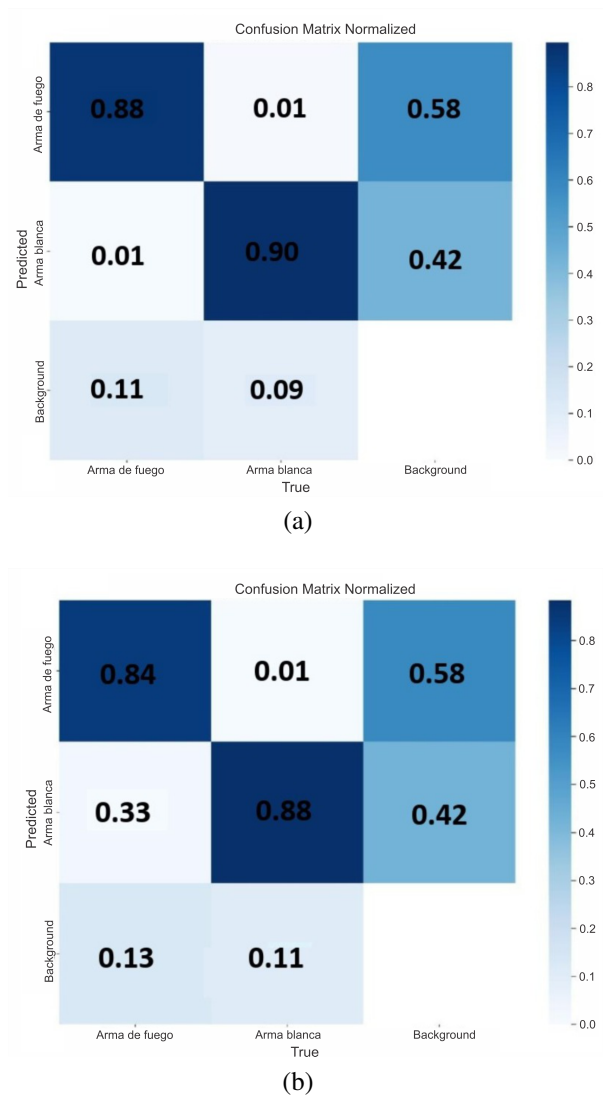 Confusion Matrix Normalized
Arma de fuego
0.88
0.01
0.58
0.8
0.7
0.6
Predicted
Arma blanca
0.01
0.90
0.42
0.5
0.4
0.3
Background
0.11
0.09
0.2
0.1
0.0
Arma de fuego
Arma blanca
Background
True
(a)
Confusion Matrix Normalized
Arma de fuego
0.84
0.01
0.58
0.8
0.7
0.6
Predicted
Arma blanca
0.33
0.88
0.42
0.5
0.4
0.3
Background
0.13
0.11
0.2
0.1
0.0
Arma de fuego
Arma blanca
Background
True
(b)